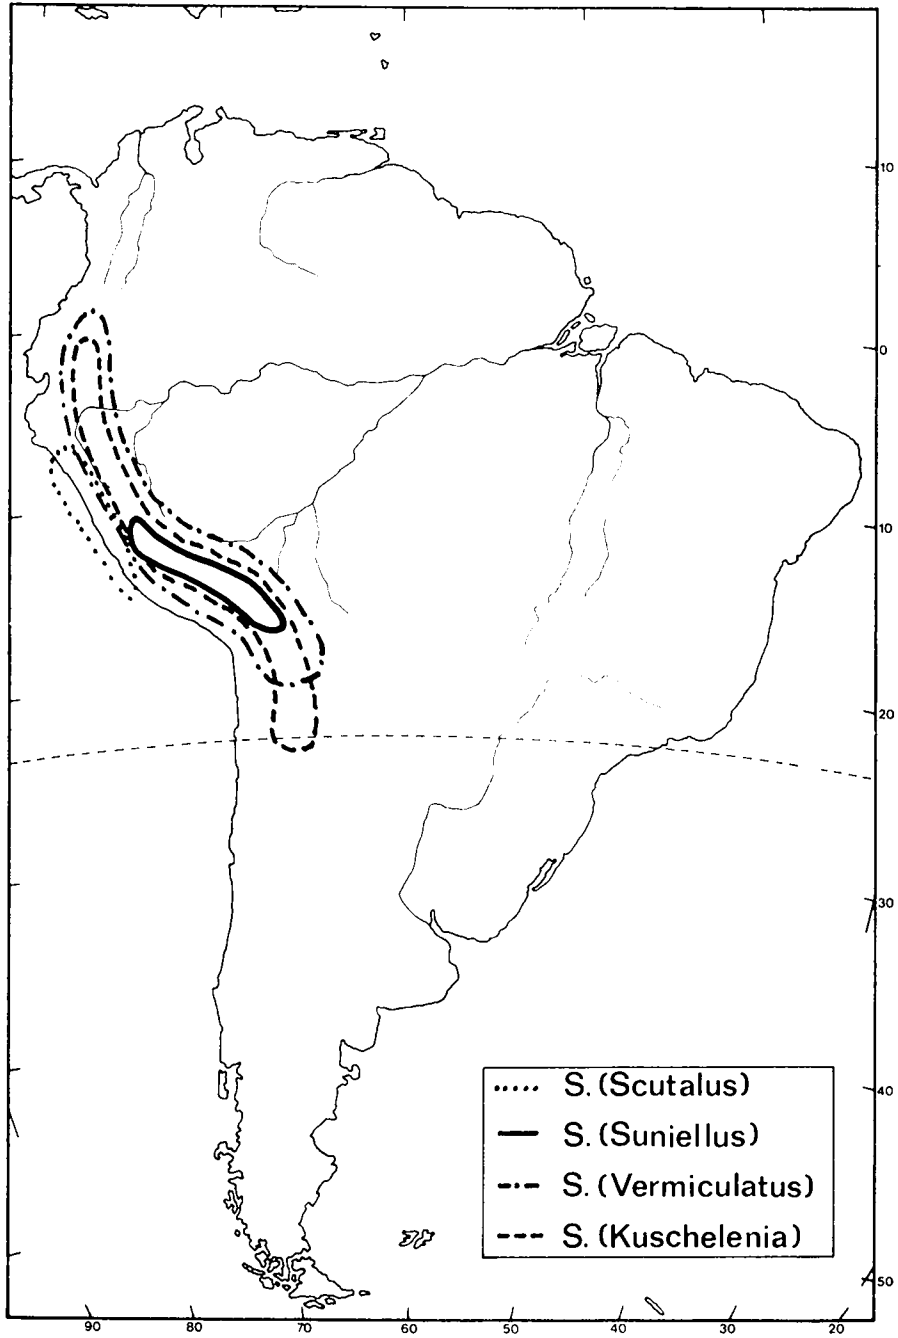 10
0
10
20
30
40
50
..... S. (Scutalus)
— S. (Suniellus)
-·-· S. (Vermiculatus)
--- S. (Kuschelenia)
90 80 70 60 50 40 30 20